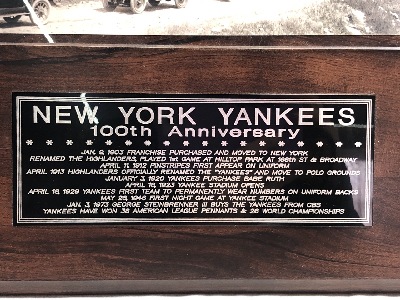 NEW YORK YANKEES
100th Anniversary
* * * * * * * * * * * * * * * * * * * *
JAN. 9, 1903 FRANCHISE PURCHASED AND MOVED TO NEW YORK
RENAMED THE HIGHLANDERS, PLAYED 1st GAME AT HILLTOP PARK AT 168th ST & BROADWAY
APRIL 11, 1912 PINSTRIPES FIRST APPEAR ON UNIFORM
APRIL 1913 HIGHLANDERS OFFICIALLY RENAMED THE "YANKEES" AND MOVE TO POLO GROUNDS
JANUARY 3, 1920 YANKEES PURCHASE BABE RUTH
APRIL 18, 1923 YANKEE STADIUM OPENS
APRIL 16, 1929 YANKEES FIRST TEAM TO PERMANENTLY WEAR NUMBERS ON UNIFORM BACKS
MAY 28, 1946 FIRST NIGHT GAME AT YANKEE STADIUM
JAN. 3, 1973 GEORGE STEINBRENNER III BUYS THE YANKEES FROM CBS
YANKEES HAVE WON 38 AMERICAN LEAGUE PENNANTS & 26 WORLD CHAMPIONSHIPS